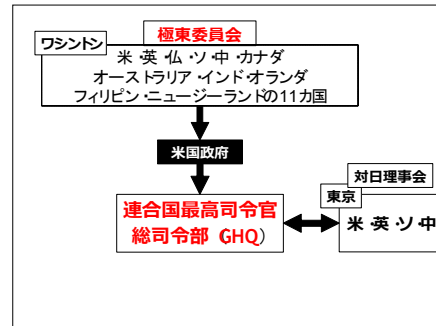 極東委員会
ワシントン
米・英・仏・ソ・中・カナダ
オーストラリア・インド・オランダ
フィリピン・ニュージーランドの11カ国
米国政府
対日理事会
東京
連合国最高司令官
総司令部（GHQ）
米・英・ソ・中